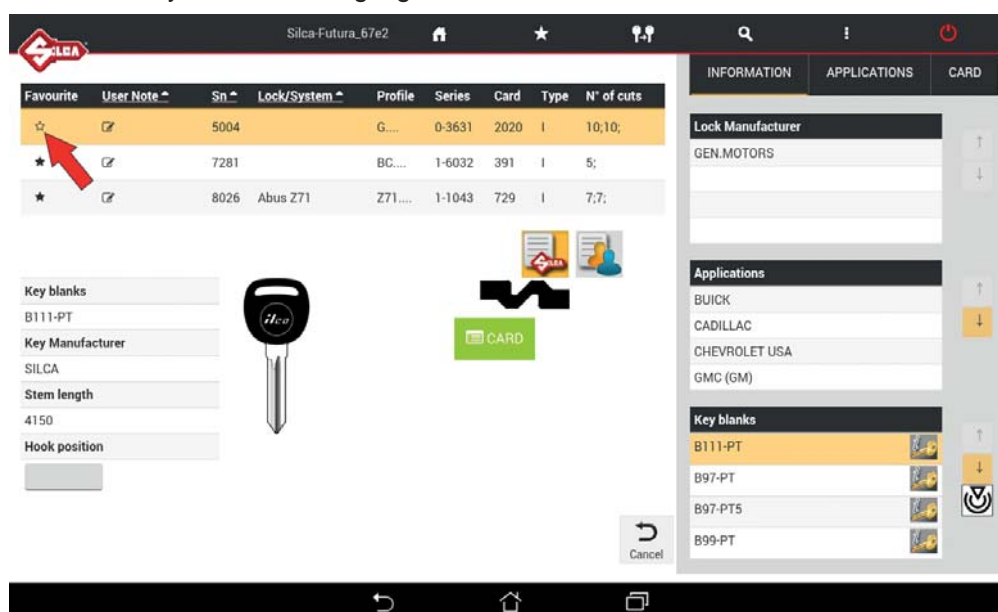 Silca-Futura_67e2
SILCA
INFORMATION APPLICATIONS CARD
Favourite User Note Sn Lock/System Profile Series Card Type N° of cuts
5004 G.... 0-3631 2020 I 10;10;
7281 BC.... 1-6032 391 I 5;
8026 Abus Z71 Z71.... 1-1043 729 I 7;7;
SILCA
Key blanks
B111-PT
Key Manufacturer
SILCA
Stem length
4150
Hook position
ilco
CARD
Cancel
Lock Manufacturer
GEN.MOTORS
Applications
BUICK
CADILLAC
CHEVROLET USA
GMC (GM)
Key blanks
B111-PT
B97-PT
B97-PT5
B99-PT